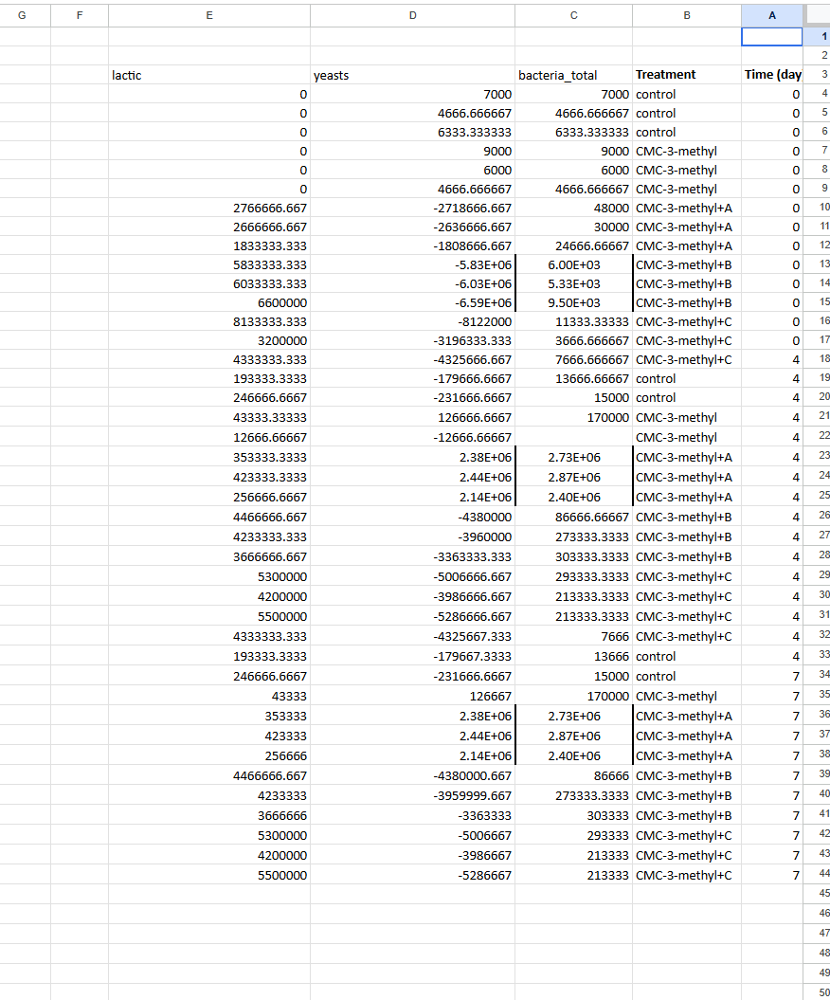 G F E D C B A
1
2
lactic yeasts bacteria_total Treatment Time (day 3
0 7000 7000 control 0 4
0 4666.666667 4666.666667 control 0 5
0 6333.333333 6333.333333 control 0 6
0 9000 9000 CMC-3-methyl 0 7
0 6000 6000 CMC-3-methyl 0 8
0 4666.666667 4666.666667 CMC-3-methyl 0 9
2766666.667 -2718666.667 48000 CMC-3-methyl+A 0 10
2666666.667 -2636666.667 30000 CMC-3-methyl+A 0 11
1833333.333 -1808666.667 24666.66667 CMC-3-methyl+A 0 12
5833333.333 -5.83E+06 6.00E+03 CMC-3-methyl+B 0 13
6033333.333 -6.03E+06 5.33E+03 CMC-3-methyl+B 0 14
6600000 -6.59E+06 9.50E+03 CMC-3-methyl+B 0 15
8133333.333 -8122000 11333.33333 CMC-3-methyl+C 0 16
3200000 -3196333.333 3666.666667 CMC-3-methyl+C 0 17
4333333.333 -4325666.667 7666.666667 CMC-3-methyl+C 4 18
193333.3333 -179666.6667 13666.66667 control 4 19
246666.6667 -231666.6667 15000 control 4 20
43333.33333 126666.6667 170000 CMC-3-methyl 4 21
12666.66667 -12666.66667 CMC-3-methyl 4 22
353333.3333 2.38E+06 2.73E+06 CMC-3-methyl+A 4 23
423333.3333 2.44E+06 2.87E+06 CMC-3-methyl+A 4 24
256666.6667 2.14E+06 2.40E+06 CMC-3-methyl+A 4 25
4466666.667 -4380000 86666.66667 CMC-3-methyl+B 4 26
4233333.333 -3960000 273333.3333 CMC-3-methyl+B 4 27
3666666.667 -3363333.333 303333.3333 CMC-3-methyl+B 4 28
5300000 -5006666.667 293333.3333 CMC-3-methyl+C 4 29
4200000 -3986666.667 213333.3333 CMC-3-methyl+C 4 30
5500000 -5286666.667 213333.3333 CMC-3-methyl+C 4 31
4333333.333 -4325667.333 7666 CMC-3-methyl+C 4 32
193333.3333 -179667.3333 13666 control 4 33
246666.6667 -231666.6667 15000 control 7 34
43333 126667 170000 CMC-3-methyl 7 35
353333 2.38E+06 2.73E+06 CMC-3-methyl+A 7 36
423333 2.44E+06 2.87E+06 CMC-3-methyl+A 7 37
256666 2.14E+06 2.40E+06 CMC-3-methyl+A 7 38
4466666.667 -4380000.667 86666 CMC-3-methyl+B 7 39
4233333 -3959999.667 273333.3333 CMC-3-methyl+B 7 40
3666666 -3363333 303333 CMC-3-methyl+B 7 41
5300000 -5006667 293333 CMC-3-methyl+C 7 42
4200000 -3986667 213333 CMC-3-methyl+C 7 43
5500000 -5286667 213333 CMC-3-methyl+C 7 44
45
46
47
48
49
50